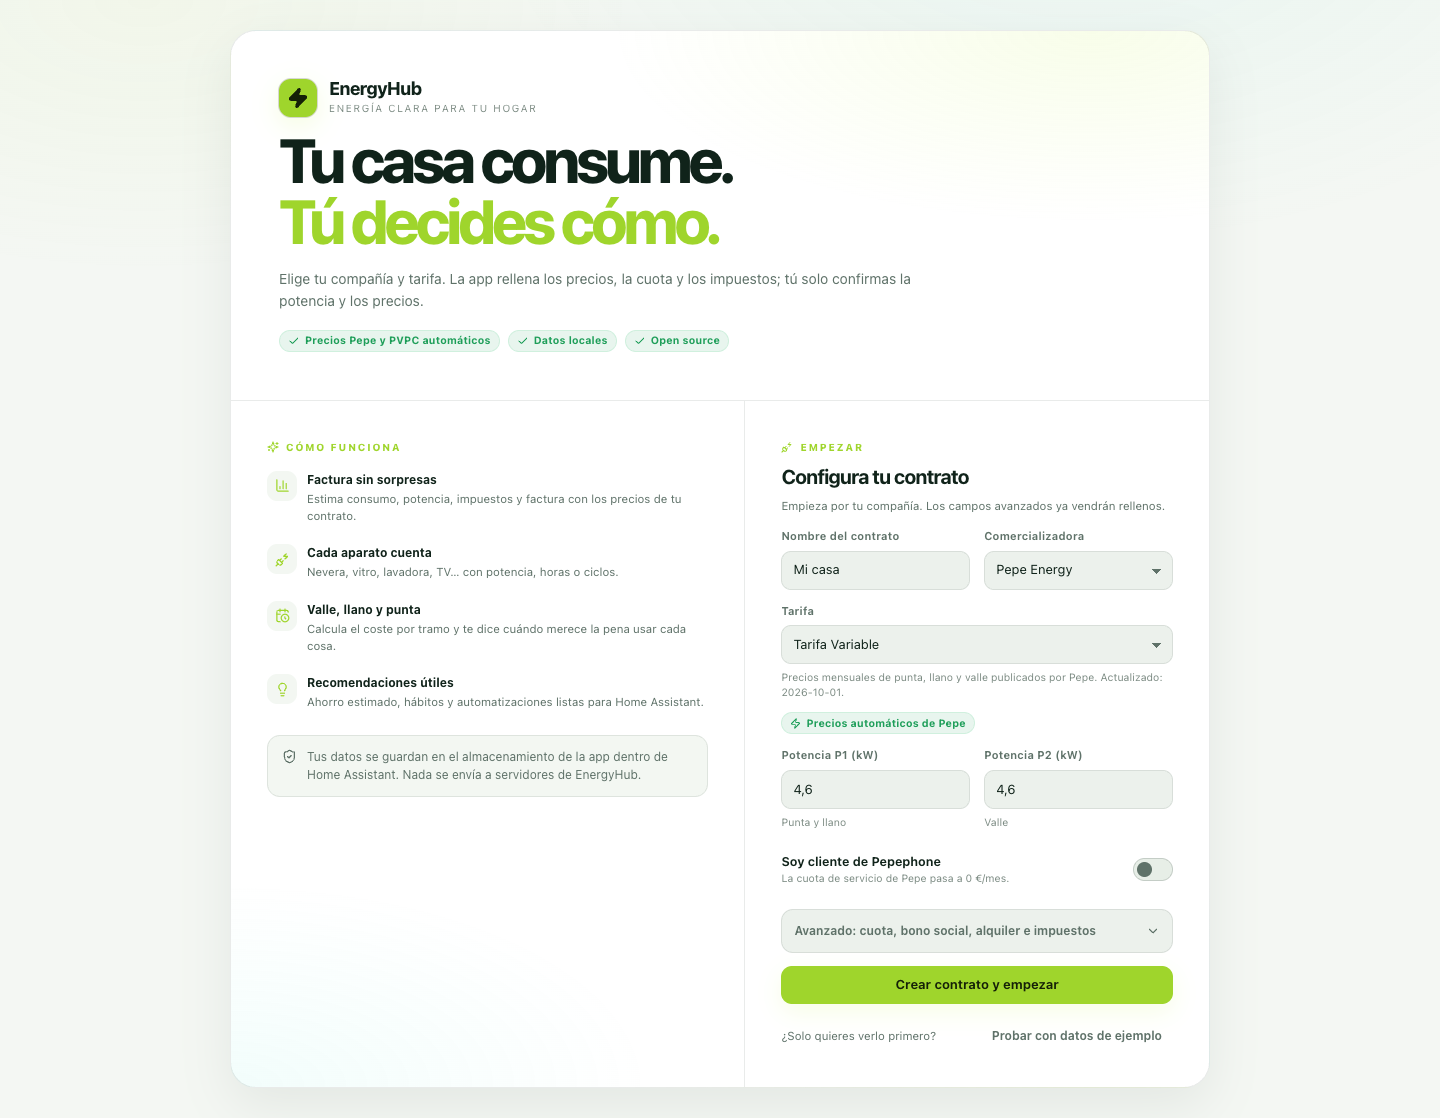 EnergyHub
ENERGÍA CLARA PARA TU HOGAR
Tu casa consume.
Tú decides cómo.
Elige tu compañía y tarifa. La app rellena los precios, la cuota y los impuestos; tú solo confirmas la
potencia y los precios.
Precios Pepe y PVPC automáticos
Datos locales
Open source
CÓMO FUNCIONA
Factura sin sorpresas
Estima consumo, potencia, impuestos y factura con los precios de tu
contrato.
Cada aparato cuenta
Nevera, vitro, lavadora, TV... con potencia, horas o ciclos.
Valle, llano y punta
Calcula el coste por tramo y te dice cuándo merece la pena usar cada
cosa.
Recomendaciones útiles
Ahorro estimado, hábitos y automatizaciones listas para Home Assistant.
Tus datos se guardan en el almacenamiento de la app dentro de
Home Assistant. Nada se envía a servidores de EnergyHub.
EMPEZAR
Configura tu contrato
Empieza por tu compañía. Los campos avanzados ya vendrán rellenos.
Nombre del contrato
Mi casa
Comercializadora
Pepe Energy
Tarifa
Tarifa Variable
Precios mensuales de punta, llano y valle publicados por Pepe. Actualizado:
2026-10-01.
Precios automáticos de Pepe
Potencia P1 (kW)
4,6
Punta y llano
Potencia P2 (kW)
4,6
Valle
Soy cliente de Pepephone
La cuota de servicio de Pepe pasa a 0 €/mes.
Avanzado: cuota, bono social, alquiler e impuestos
Crear contrato y empezar
¿Solo quieres verlo primero?
Probar con datos de ejemplo